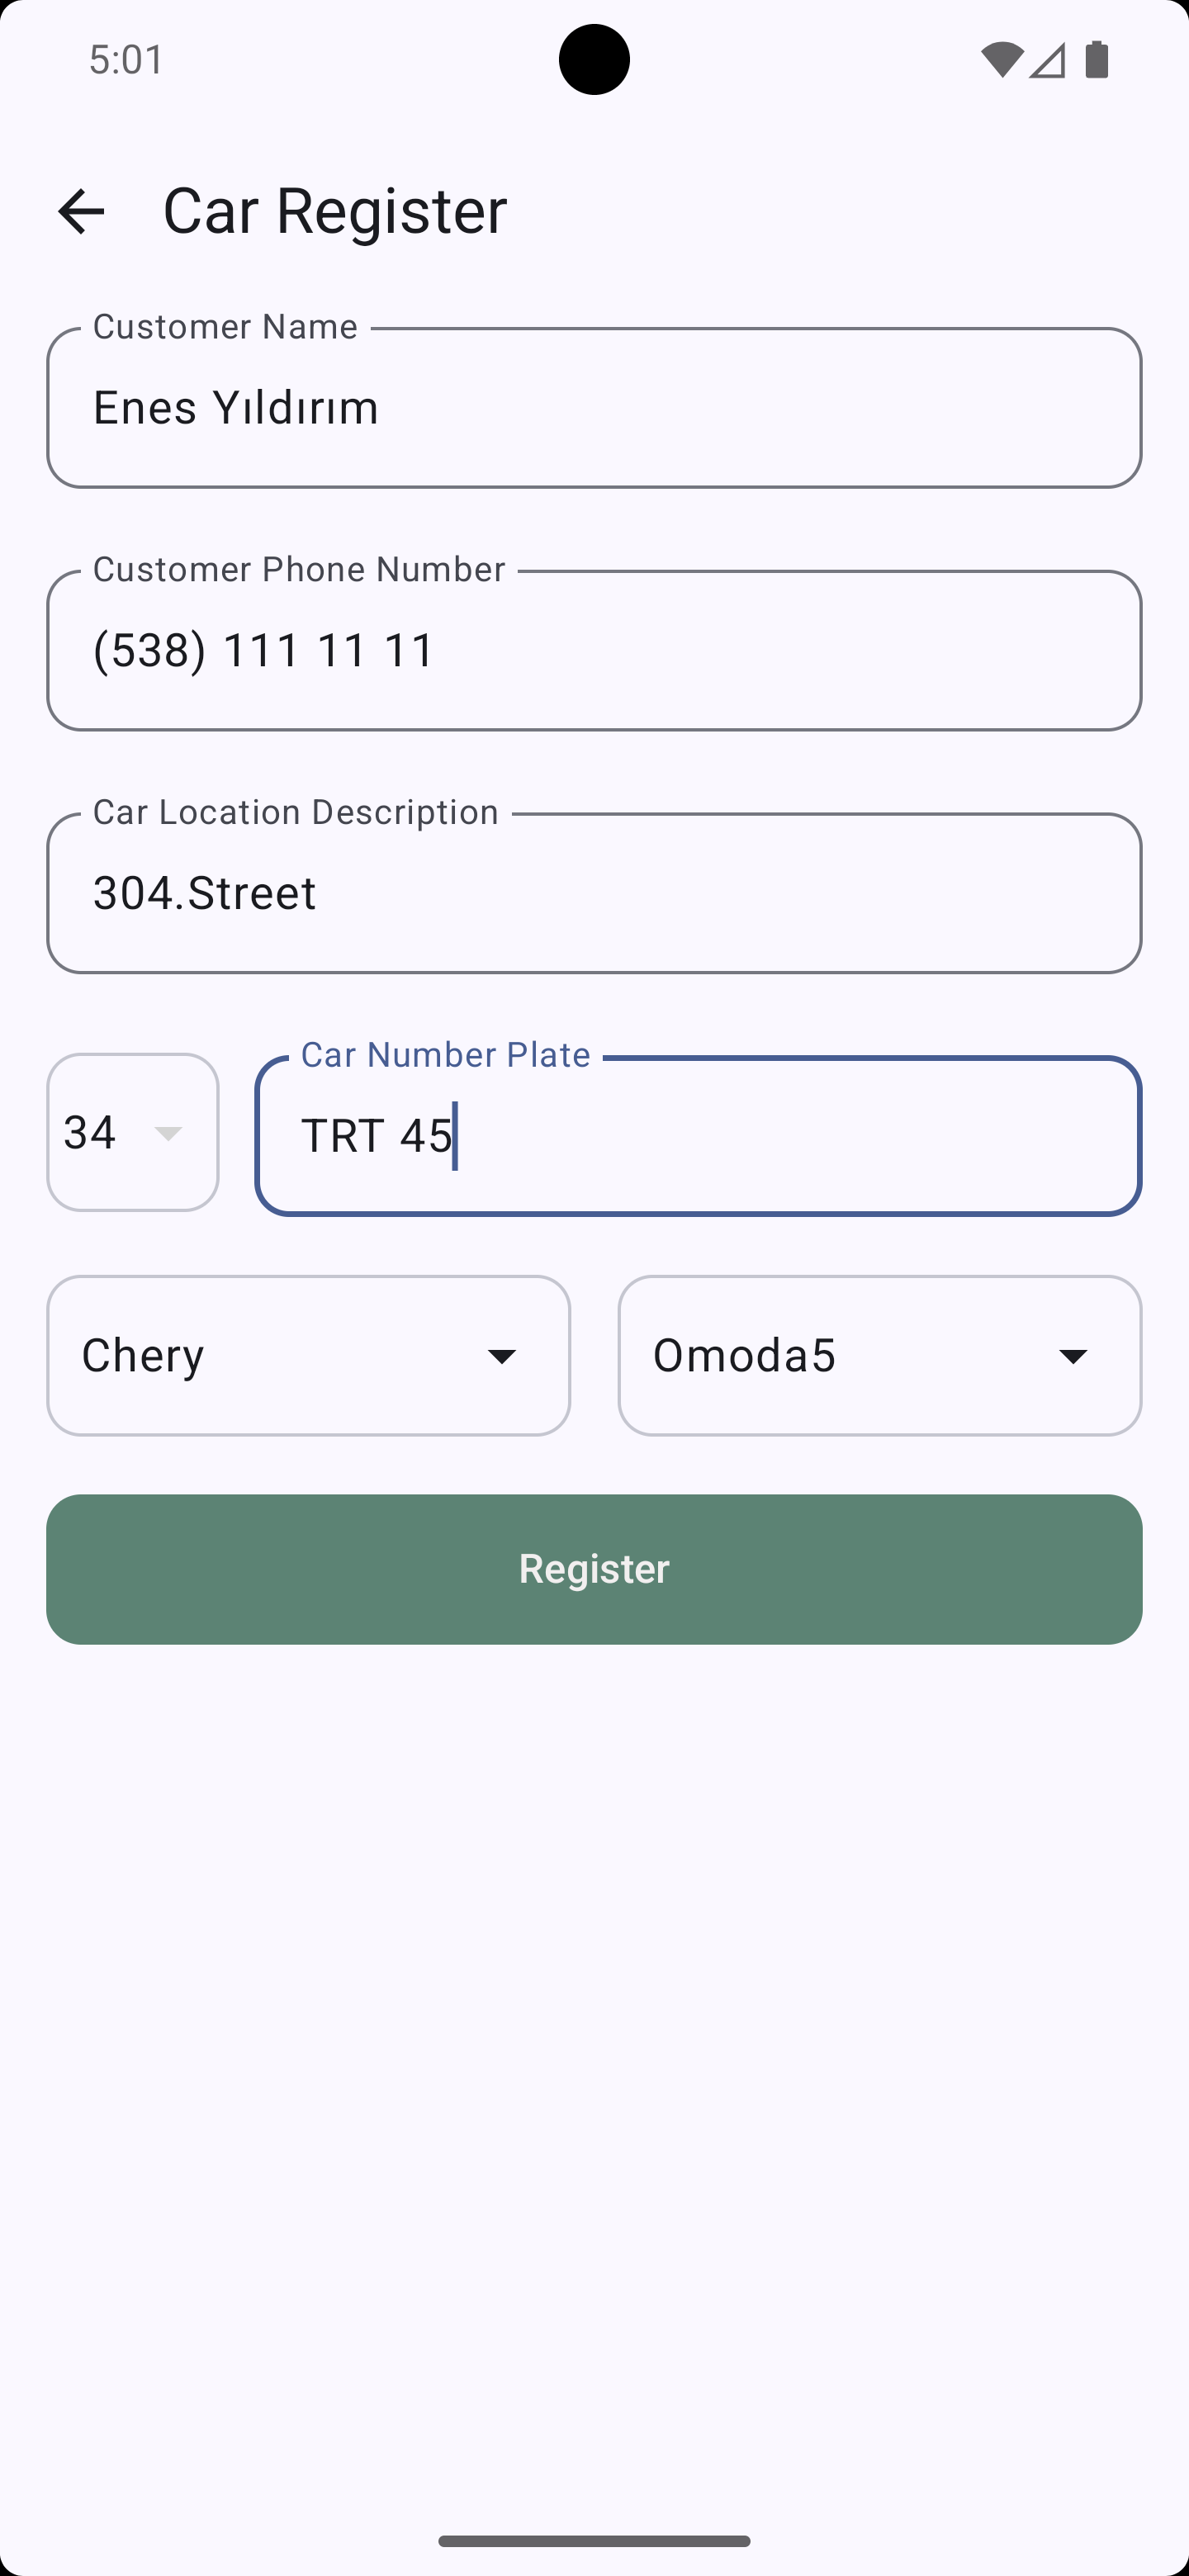 5:01
Car Register
Customer Name
Enes Yıldırım
Customer Phone Number
(538) 111 11 11
Car Location Description
304.Street
Car Number Plate
34 TRT 45
Chery Omoda5
Register